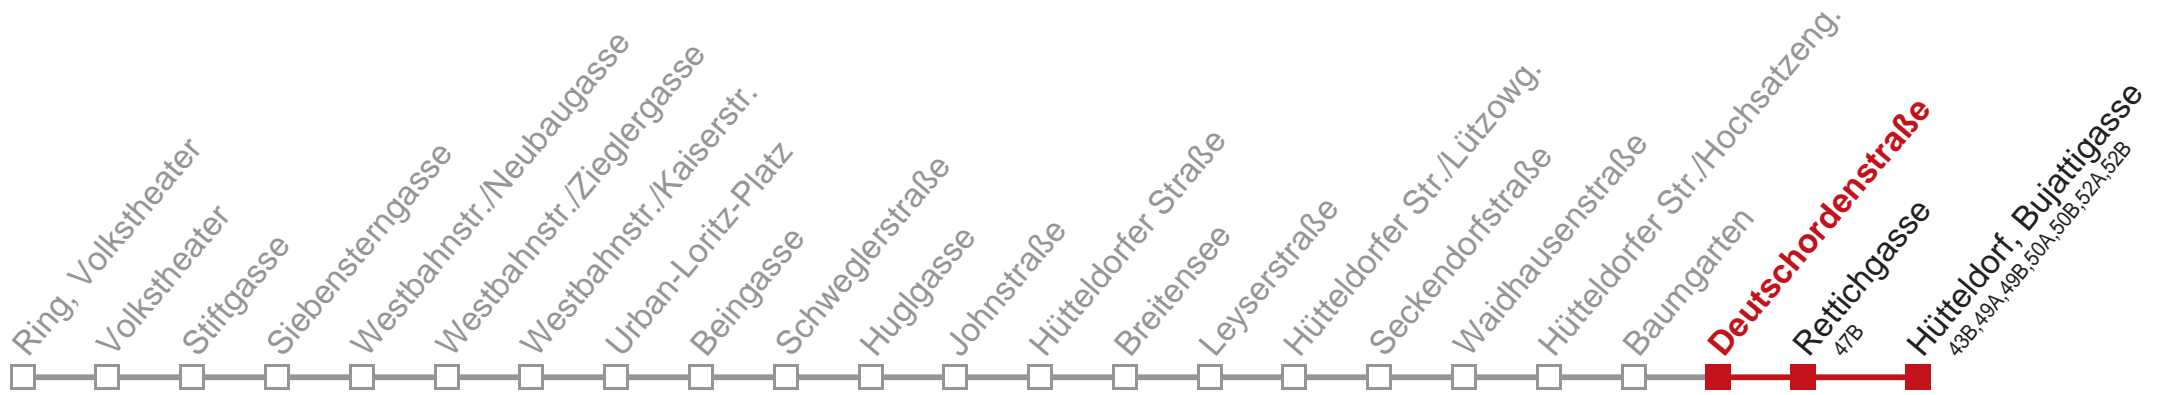 Ring, Volkstheater
Volkstheater
Stiftgasse
Siebensterngasse
Westbahnstr./Neubaugasse
Westbahnstr./Zieglergasse
Westbahnstr./Kaiserstr.
Urban-Loritz-Platz
Beingasse
Schweglerstraße
Huglgasse
Johnstraße
Hütteldorfer Straße
Breitensee
Leyserstraße
Hütteldorfer Str./Lützowg.
Seckendorfstraße
Waidhausenstraße
Hütteldorfer Str./Hochsatzeng.
Baumgarten
Deutschordenstraße
Rettichgasse
47B
Hütteldorf, Bujattigasse
43B,49A,49B,50A,50B,52A,52B